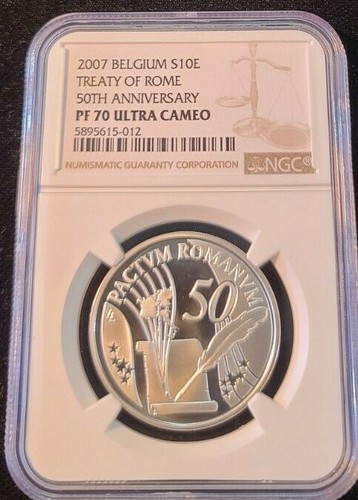 2007 BELGIUM S10E
TREATY OF ROME
50TH ANNIVERSARY
PF 70 ULTRA CAMEO
5895615-012
NUMISMATIC GUARANTY CORPORATION
NGC®
PACTVM ROMANVM
50